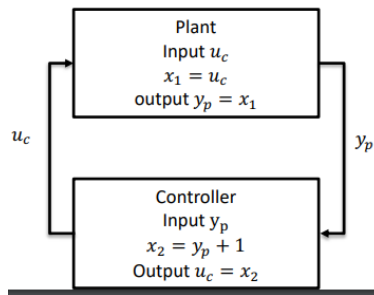 Plant
Input u_c
x_1 = u_c
output y_p = x_1
u_c
y_p
Controller
Input y_p
x_2 = y_p + 1
Output u_c = x_2